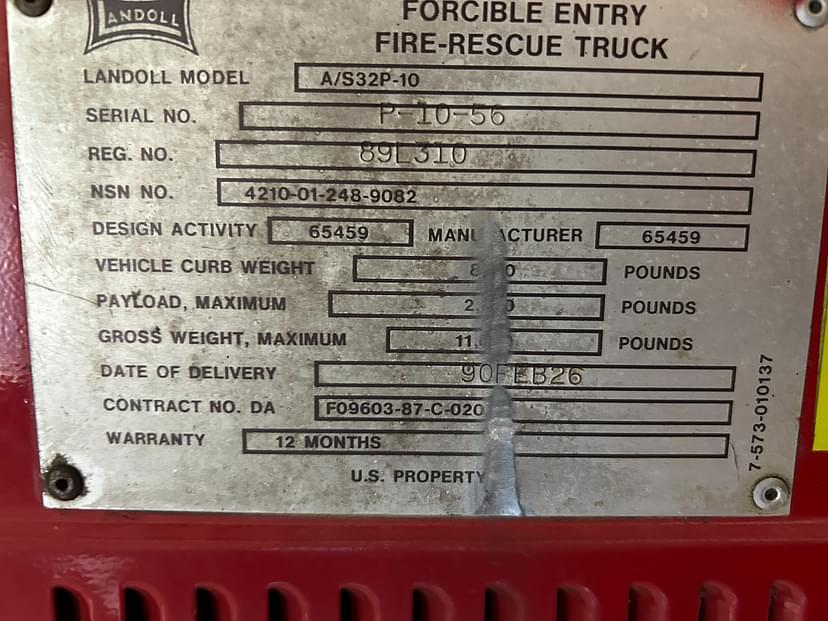 LANDOLL
FORCIBLE ENTRY
FIRE-RESCUE TRUCK
LANDOLL MODEL A/S32P-10
SERIAL NO. P-10-56
REG. NO. 89L310
NSN NO. 4210-01-248-9082
DESIGN ACTIVITY 65459 MANUFACTURER 65459
VEHICLE CURB WEIGHT POUNDS
PAYLOAD, MAXIMUM POUNDS
GROSS WEIGHT, MAXIMUM POUNDS
DATE OF DELIVERY 90FEB26
CONTRACT NO. DA F09603-87-C-020
WARRANTY 12 MONTHS
U.S. PROPERTY
7-573-010137